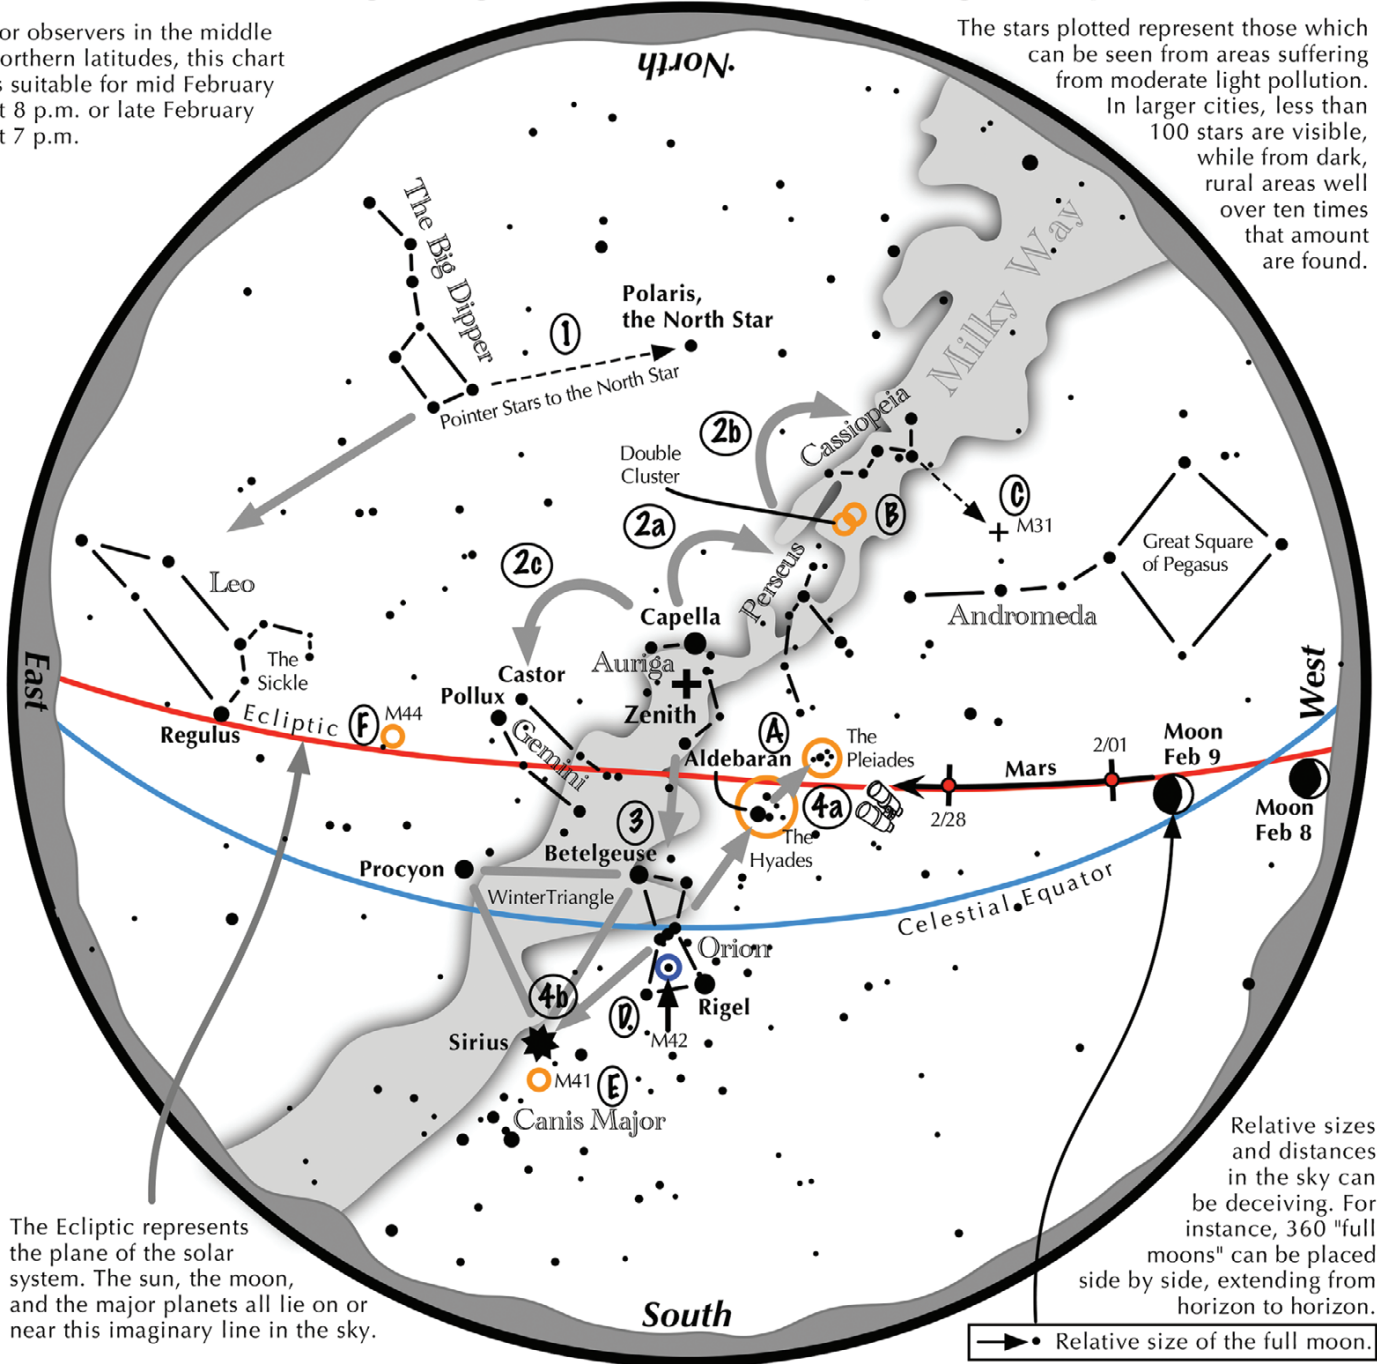 or observers in the middle
orthern latitudes, this chart
s suitable for mid February
t 8 p.m. or late February
t 7 p.m.
The stars plotted represent those which
can be seen from areas suffering
from moderate light pollution.
In larger cities, less than
100 stars are visible,
while from dark,
rural areas well
over ten times
that amount
are found.
North
The Big Dipper
Milky Way
Polaris,
the North Star
1
Pointer Stars to the North Star
2b
Cassiopeia
Double
Cluster
B
C
M31
2a
Great Square
of Pegasus
2c
Leo
Perseus
Andromeda
Capella
The
Sickle
Auriga
Castor
Pollux
East
West
Zenith
Gemini
Regulus
Ecliptic
F
M44
A
The
Pleiades
Aldebaran
4a
Mars
2/01
2/28
Moon
Feb 9
Moon
Feb 8
The
Hyades
3
Betelgeuse
Procyon
Winter Triangle
Celestial Equator
Orion
4b
Rigel
D.
M42
Sirius
M41
E
Canis Major
Relative sizes
and distances
in the sky can
be deceiving. For
instance, 360 "full
moons" can be placed
side by side, extending from
horizon to horizon.
The Ecliptic represents
the plane of the solar
system. The sun, the moon,
and the major planets all lie on or
near this imaginary line in the sky.
South
Relative size of the full moon.